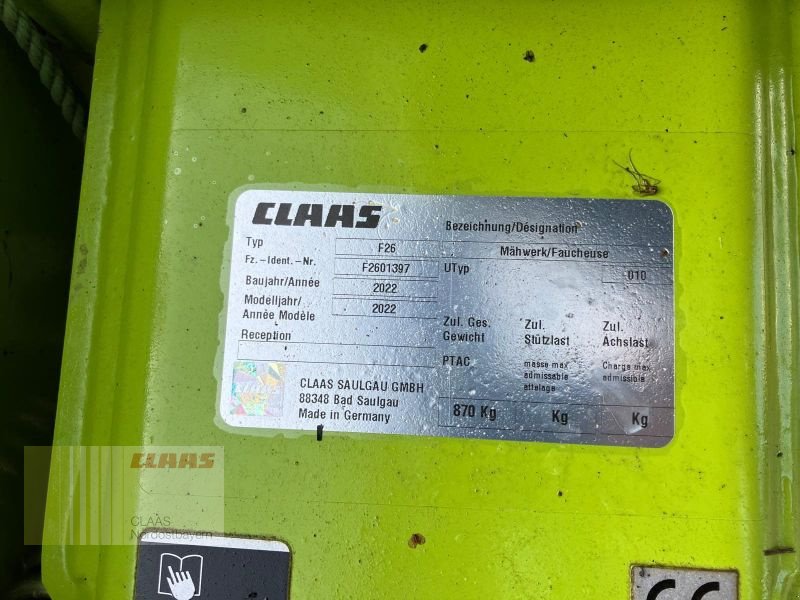 CLAAS
Bezeichnung/Désignation
Typ F26
Mähwerk/Faucheuse
Fz.-Ident.-Nr. F2601397
UTyp 010
Baujahr/Année 2022
Modelljahr/
Année Modèle 2022
Reception
Zul. Ges.
Gewicht
PTAC
870 Kg
Zul.
Stützlast
masse max
admissable
attelage
Kg
Zul.
Achslast
Charge max
admissible
Kg
CLAAS SAULGAU GMBH
88348 Bad Saulgau
Made in Germany
CLAAS
CLAAS
Nordostbayern
CE